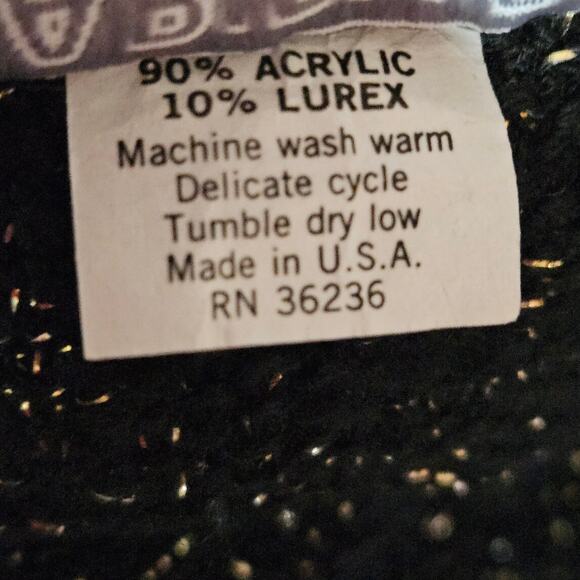 90% ACRYLIC
10% LUREX
Machine wash warm
Delicate cycle
Tumble dry low
Made in U.S.A.
RN 36236